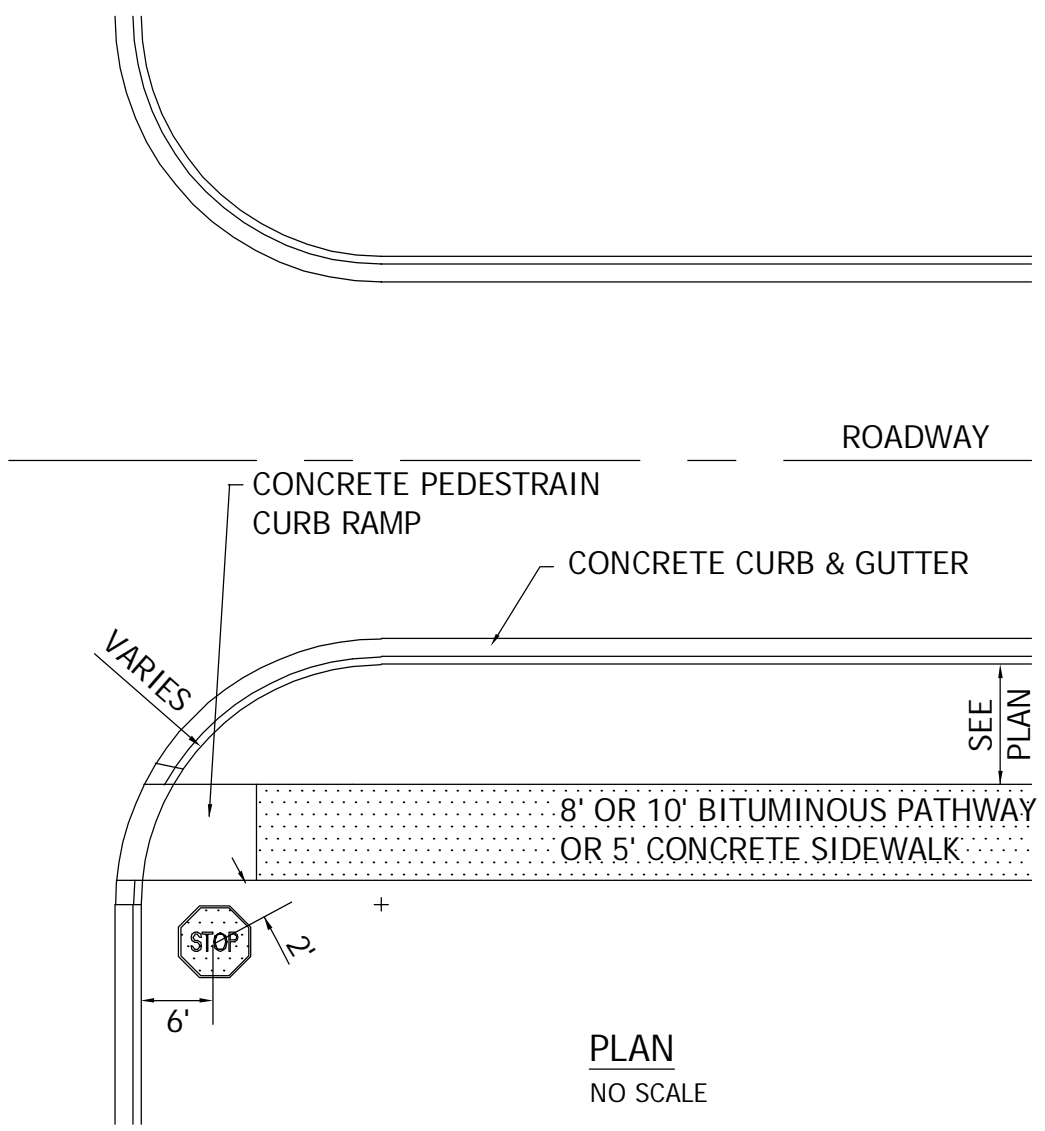 ROADWAY
CONCRETE PEDESTRAIN
CURB RAMP
CONCRETE CURB & GUTTER
VARIES
SEE
PLAN
8' OR 10' BITUMINOUS PATHWAY
OR 5' CONCRETE SIDEWALK
STOP
2'
6'
PLAN
NO SCALE